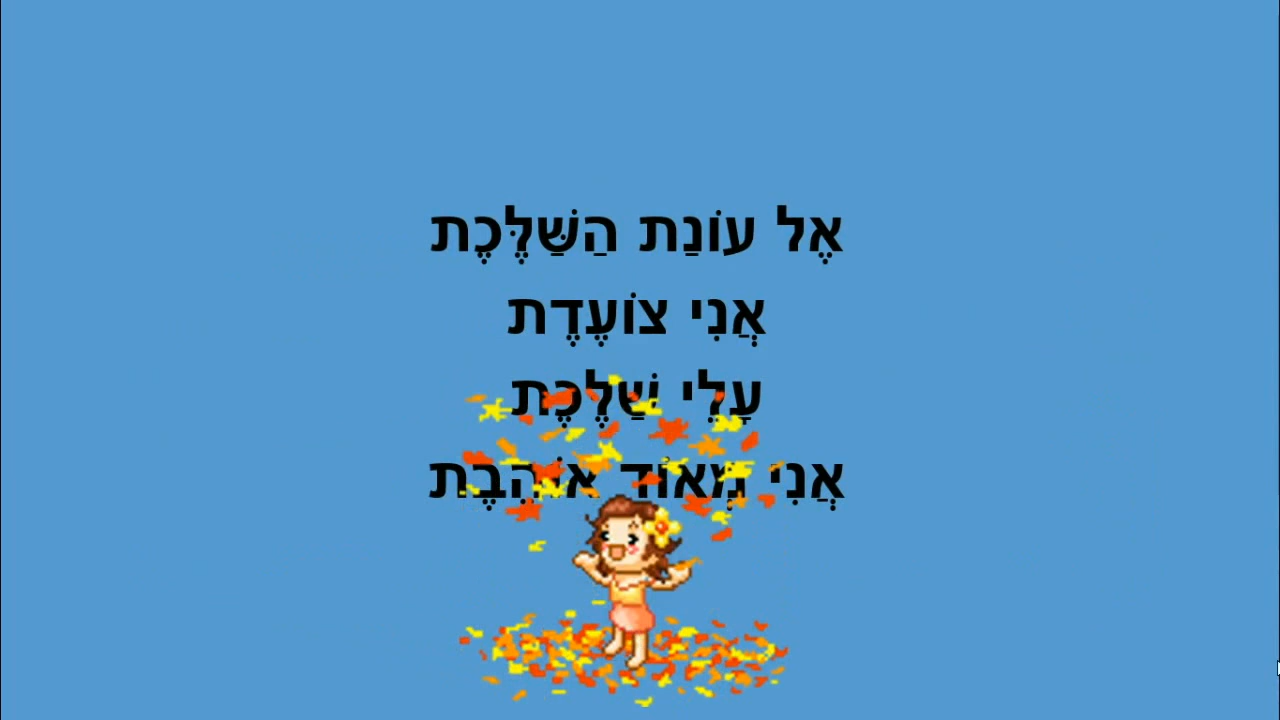 אֶל עוֹנַת הַשַּׁלֶּכֶת
אֲנִי צוֹעֶדֶת
עָלֵי שַׁלֶכֶת
אֲנִי מְאוֹד אוֹהֶבֶת